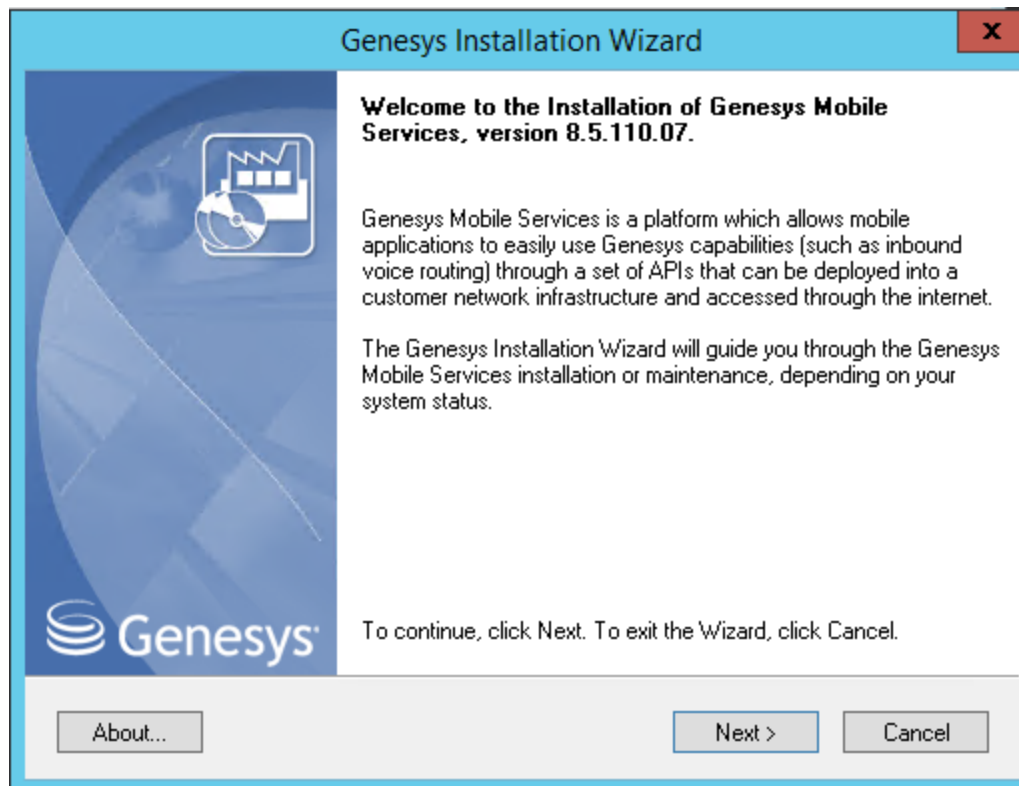 Genesys Installation Wizard
x
Welcome to the Installation of Genesys Mobile
Services, version 8.5.110.07.
Genesys Mobile Services is a platform which allows mobile
applications to easily use Genesys capabilities (such as inbound
voice routing) through a set of APIs that can be deployed into a
customer network infrastructure and accessed through the internet.
The Genesys Installation Wizard will guide you through the Genesys
Mobile Services installation or maintenance, depending on your
system status.
Genesys
To continue, click Next. To exit the Wizard, click Cancel.
About...
Next >
Cancel